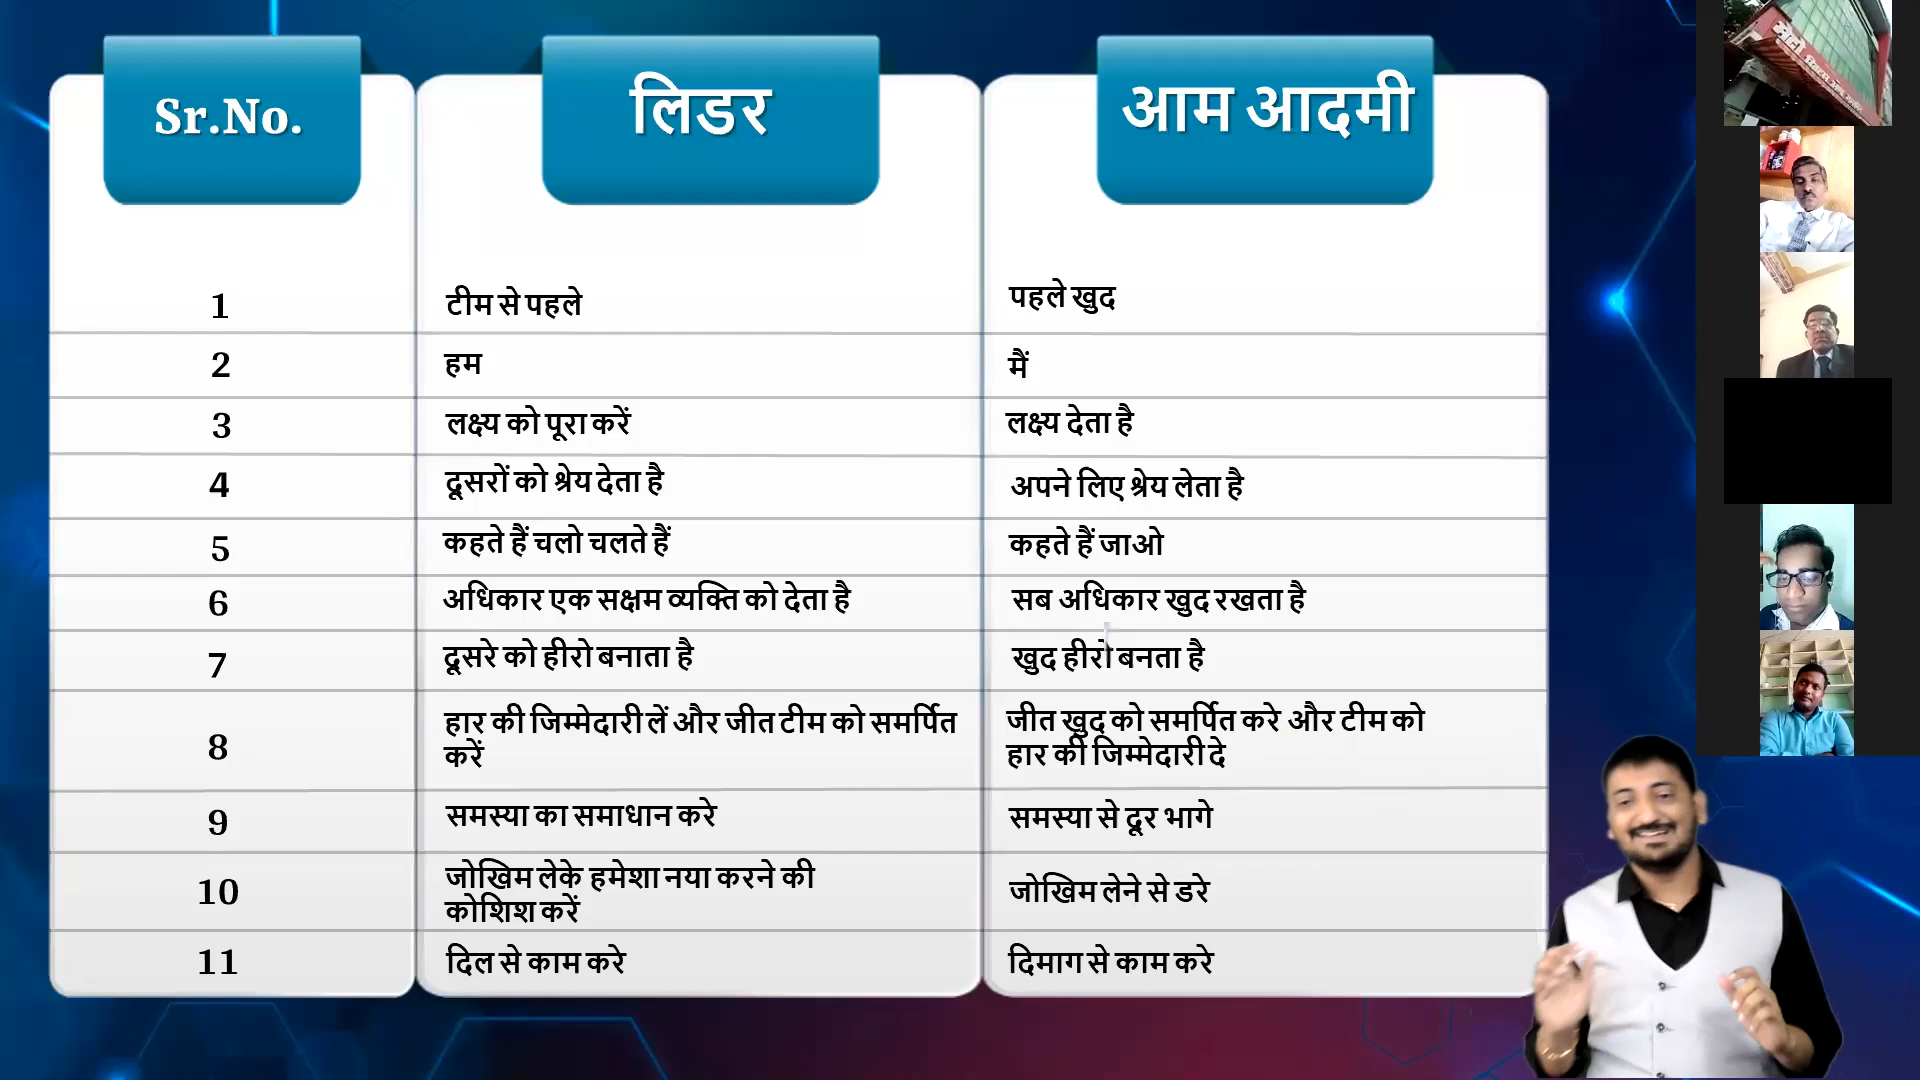 Sr.No. लिडर आम आदमी
1 टीम से पहले पहले खुद
2 हम मैं
3 लक्ष्य को पूरा करें लक्ष्य देता है
4 दूसरों को श्रेय देता है अपने लिए श्रेय लेता है
5 कहते हैं चलो चलते हैं कहते हैं जाओ
6 अधिकार एक सक्षम व्यक्ति को देता है सब अधिकार खुद रखता है
7 दूसरे को हीरो बनाता है खुद हीरो बनता है
8 हार की जिम्मेदारी लें और जीत टीम को समर्पित जीत खुद को समर्पित करे और टीम को
करें हार की जिम्मेदारी दे
9 समस्या का समाधान करे समस्या से दूर भागे
10 जोखिम लेके हमेशा नया करने की जोखिम लेने से डरे
कोशिश करें
11 दिल से काम करे दिमाग से काम करे